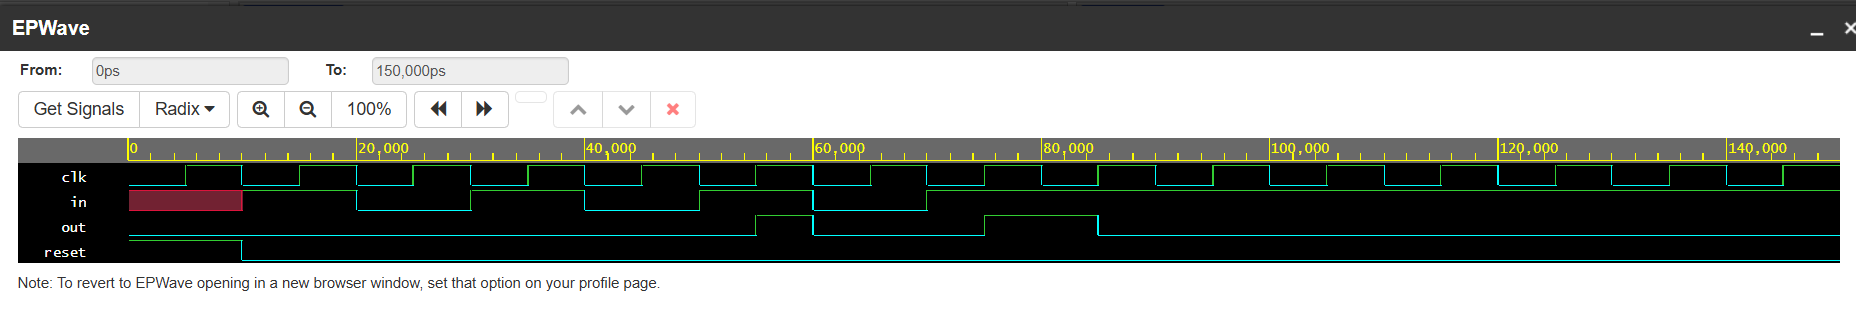 EPWave
From: 0ps To: 150,000ps
Get Signals Radix 100%
0 20,000 40,000 60,000 80,000 100,000 120,000 140,000
clk
in
out
reset
Note: To revert to EPWave opening in a new browser window, set that option on your profile page.